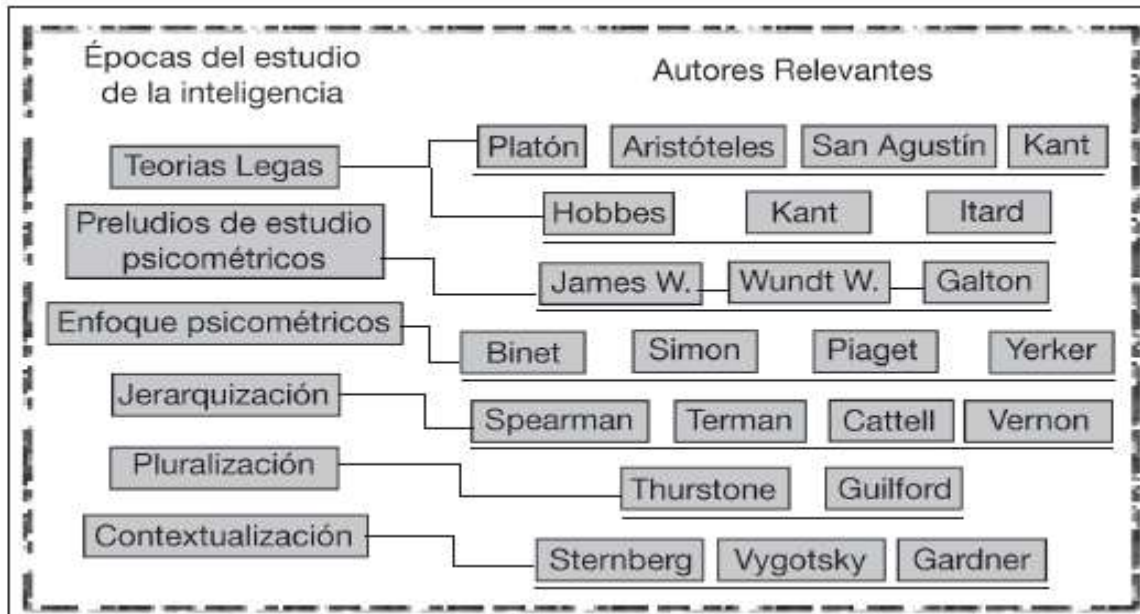 Épocas del estudio
de la inteligencia
Autores Relevantes
Teorias Legas
Platón Aristóteles San Agustín Kant
Hobbes Kant Itard
Preludios de estudio
psicométricos
James W. Wundt W. Galton
Enfoque psicométricos
Binet Simon Piaget Yerker
Jerarquización
Spearman Terman Cattell Vernon
Pluralización
Thurstone Guilford
Contextualización
Sternberg Vygotsky Gardner